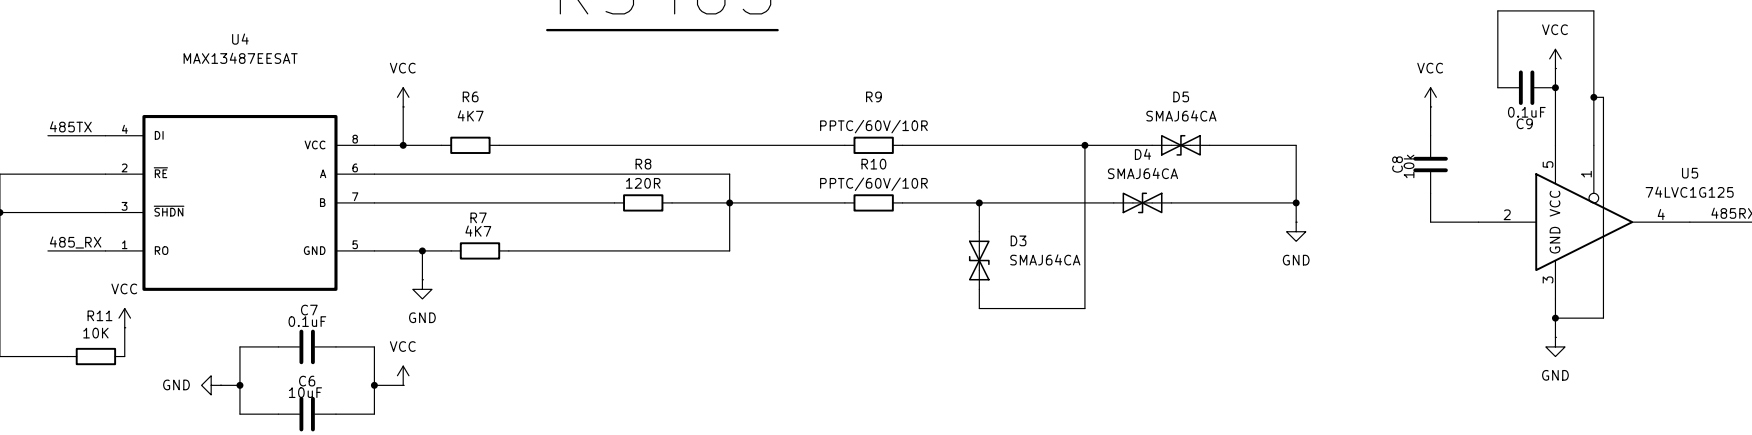 RS485
U4
MAX13487EESAT
485TX 4 DI
2 RE
3 SHDN
485_RX 1 RO
VCC 8
A 6
B 7
GND 5
VCC
R6
4K7
R8
120R
R7
4K7
GND
R9
PPTC/60V/10R
R10
PPTC/60V/10R
D5
SMAJ64CA
D4
SMAJ64CA
D3
SMAJ64CA
GND
VCC
R11
10K
C7
0.1uF
VCC
GND
C6
10uF
VCC
C8
10k
VCC
0.1uF
C9
5
1
U5
74LVC1G125
2
VCC
GND
4 485RX
3
GND